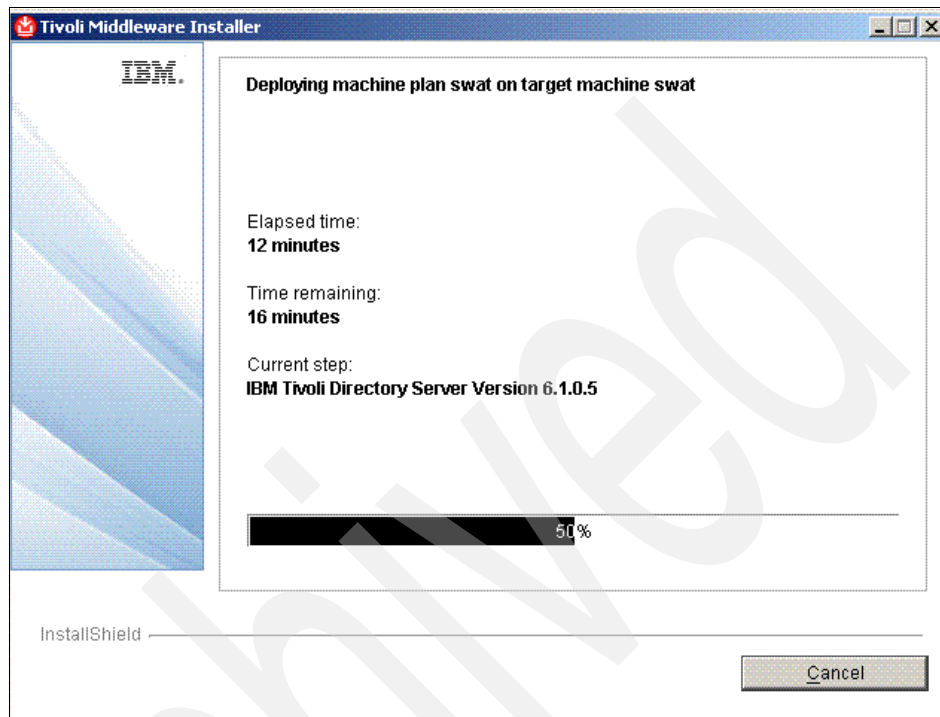 Tivoli Middleware Installer
IBM.
Deploying machine plan swat on target machine swat
Elapsed time:
12 minutes
Time remaining:
16 minutes
Current step:
IBM Tivoli Directory Server Version 6.1.0.5
50%
InstallShield
Cancel